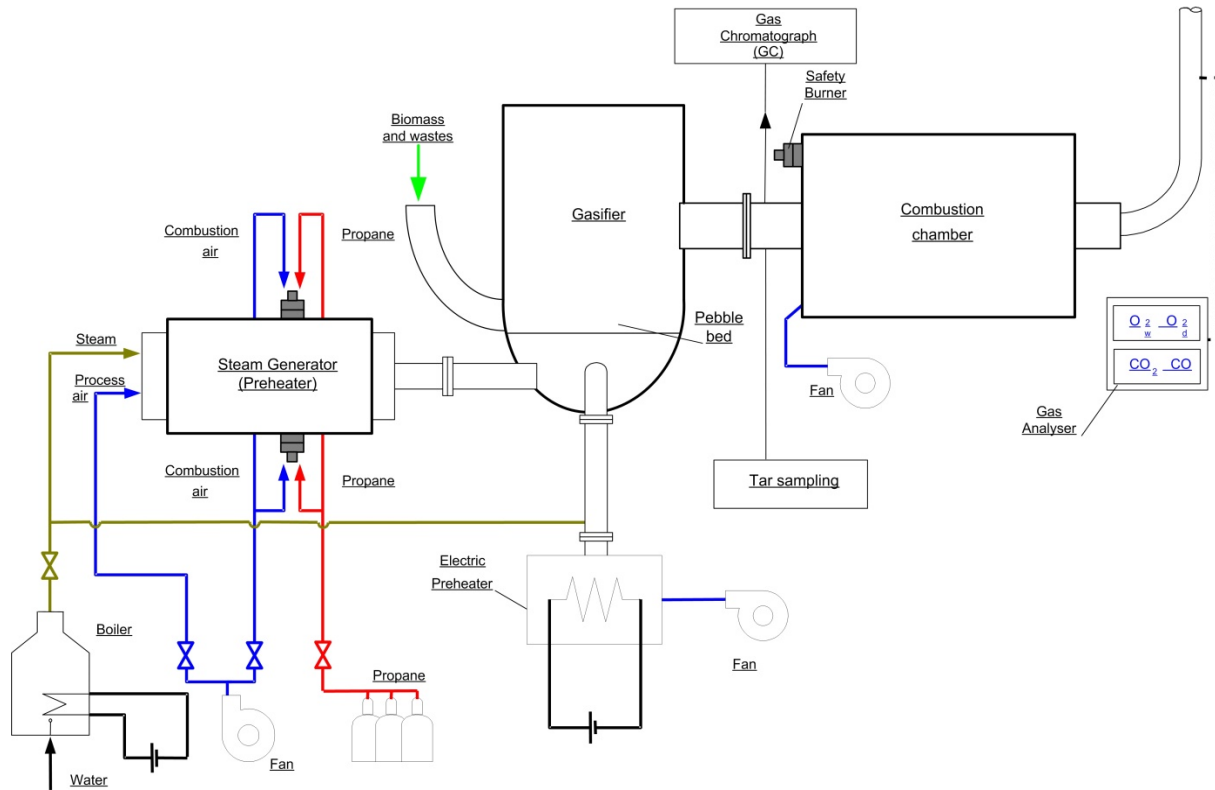 Gas
Chromatograph
(GC)
Safety
Burner
Biomass
and wastes
Gasifier
Combustion
chamber
Combustion
air
Propane
Pebble
bed
Steam
Steam Generator
(Preheater)
Process
air
O2w O2d
CO2 CO
Fan
Gas
Analyser
Combustion
air
Propane
Tar sampling
Electric
Preheater
Boiler
Fan
Propane
Fan
Water